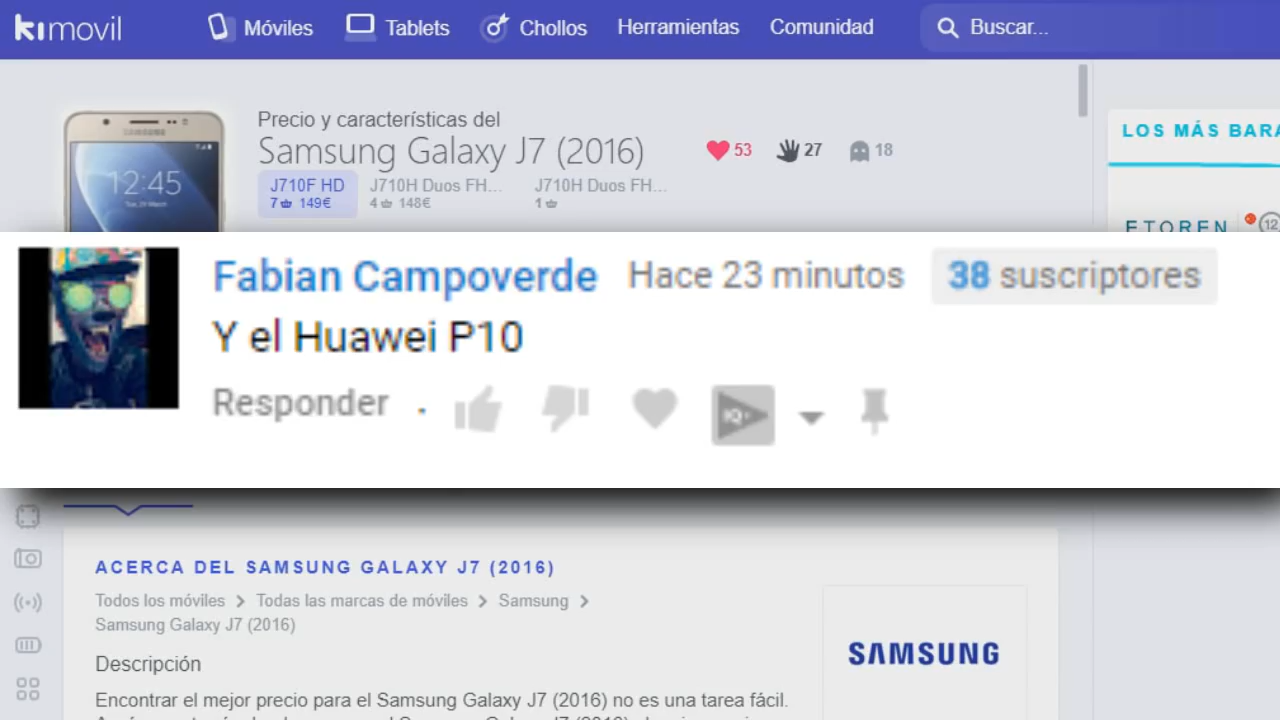 kimovil
Móviles
Tablets
Chollos
Herramientas
Comunidad
Buscar...
Precio y características del
Samsung Galaxy J7 (2016)
53
27
18
J710F HD
7 149€
J710H Duos FH...
4 148€
J710H Duos FH...
1
SAMSUNG
12:45
LOS MÁS BARA
ETOREN
12
Fabian Campoverde Hace 23 minutos 38 suscriptores
Y el Huawei P10
Responder
IQ
ACERCA DEL SAMSUNG GALAXY J7 (2016)
Todos los móviles > Todas las marcas de móviles > Samsung >
Samsung Galaxy J7 (2016)
Descripción
Encontrar el mejor precio para el Samsung Galaxy J7 (2016) no es una tarea fácil.
SAMSUNG